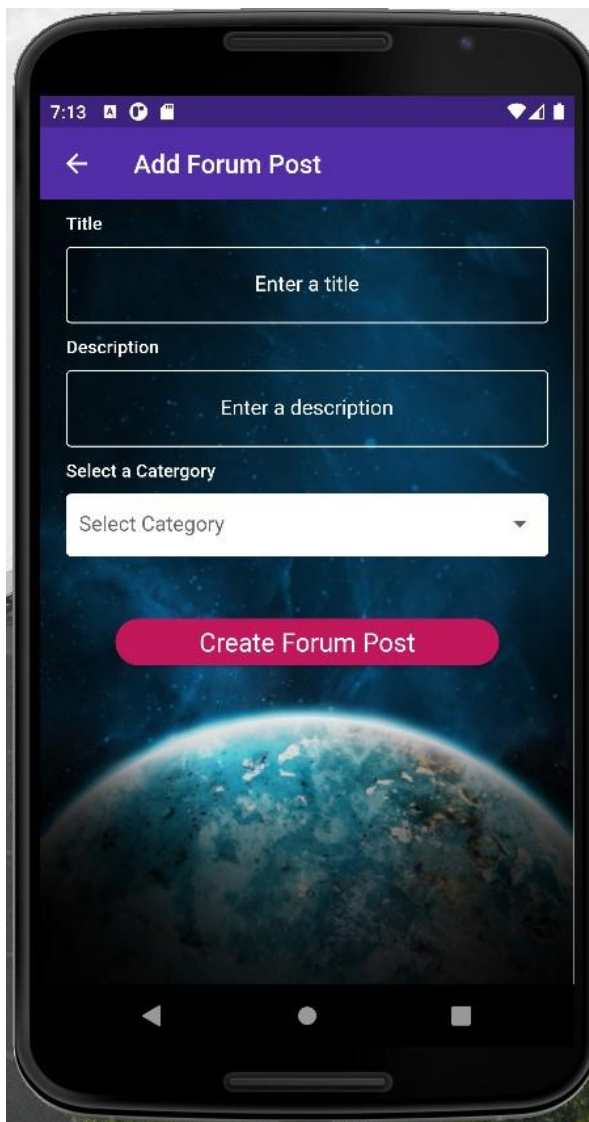 7:13
Add Forum Post
Title
Enter a title
Description
Enter a description
Select a Catergory
Select Category
Create Forum Post